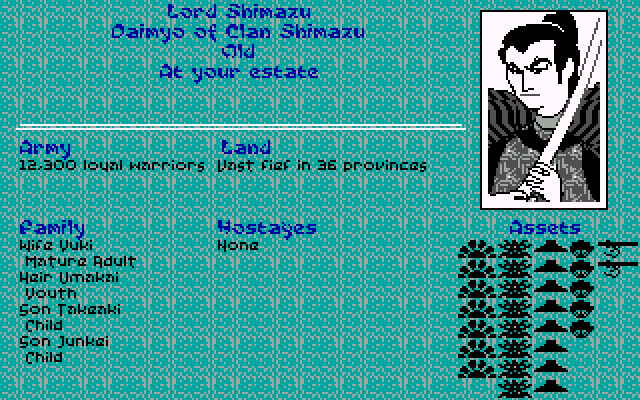 Lord Shimazu
Daimyo of Clan Shimazu
Old
At your estate
Army
12,300 loyal warriors
Land
Vast fief in 36 provinces
Family
Wife Yuki
Mature Adult
Heir Umakai
Youth
Son Takeaki
Child
Son Junkei
Child
Hostages
None
Assets